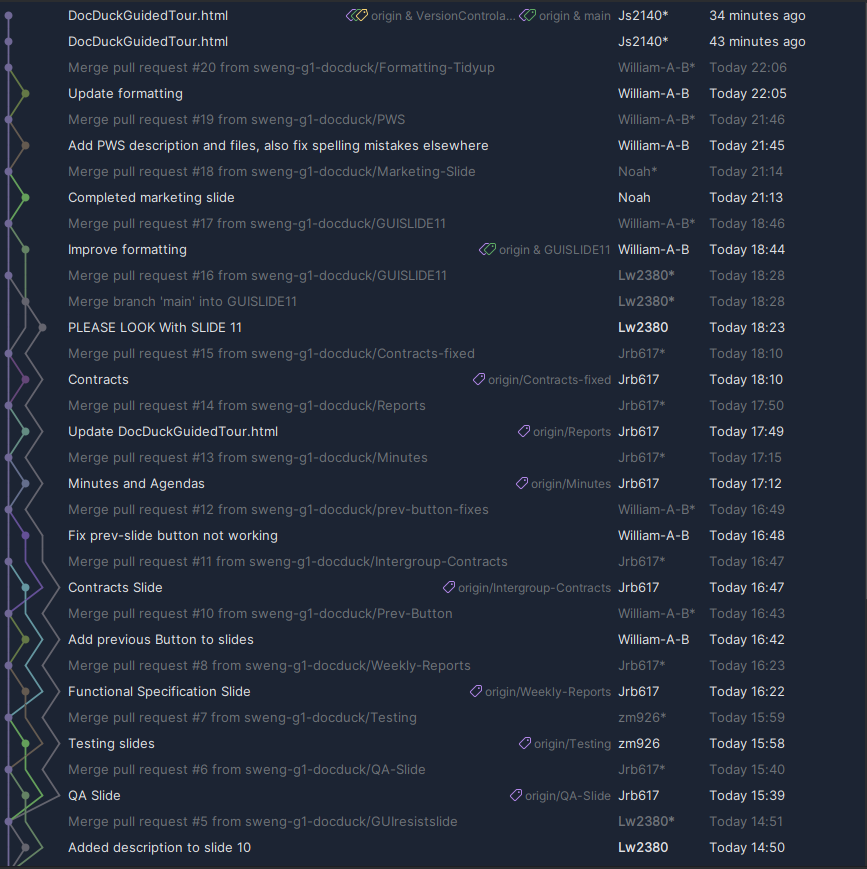 DocDuckGuidedTour.html origin & VersionControla... origin & main Js2140* 34 minutes ago
DocDuckGuidedTour.html Js2140* 43 minutes ago
Merge pull request #20 from sweng-g1-docduck/Formatting-Tidyup William-A-B* Today 22:06
Update formatting William-A-B Today 22:05
Merge pull request #19 from sweng-g1-docduck/PWS William-A-B* Today 21:46
Add PWS description and files, also fix spelling mistakes elsewhere William-A-B Today 21:45
Merge pull request #18 from sweng-g1-docduck/Marketing-Slide Noah* Today 21:14
Completed marketing slide Noah Today 21:13
Merge pull request #17 from sweng-g1-docduck/GUISLIDE11 William-A-B* Today 18:46
Improve formatting origin & GUISLIDE11 William-A-B Today 18:44
Merge pull request #16 from sweng-g1-docduck/GUISLIDE11 Lw2380* Today 18:28
Merge branch 'main' into GUISLIDE11 Lw2380* Today 18:28
PLEASE LOOK With SLIDE 11 Lw2380 Today 18:23
Merge pull request #15 from sweng-g1-docduck/Contracts-fixed Jrb617* Today 18:10
Contracts origin/Contracts-fixed Jrb617 Today 18:10
Merge pull request #14 from sweng-g1-docduck/Reports Jrb617* Today 17:50
Update DocDuckGuidedTour.html origin/Reports Jrb617 Today 17:49
Merge pull request #13 from sweng-g1-docduck/Minutes Jrb617* Today 17:15
Minutes and Agendas origin/Minutes Jrb617 Today 17:12
Merge pull request #12 from sweng-g1-docduck/prev-button-fixes William-A-B* Today 16:49
Fix prev-slide button not working William-A-B Today 16:48
Merge pull request #11 from sweng-g1-docduck/Intergroup-Contracts Jrb617* Today 16:47
Contracts Slide origin/Intergroup-Contracts Jrb617 Today 16:47
Merge pull request #10 from sweng-g1-docduck/Prev-Button William-A-B* Today 16:43
Add previous Button to slides William-A-B Today 16:42
Merge pull request #8 from sweng-g1-docduck/Weekly-Reports Jrb617* Today 16:23
Functional Specification Slide origin/Weekly-Reports Jrb617 Today 16:22
Merge pull request #7 from sweng-g1-docduck/Testing zm926* Today 15:59
Testing slides origin/Testing zm926 Today 15:58
Merge pull request #6 from sweng-g1-docduck/QA-Slide Jrb617* Today 15:40
QA Slide origin/QA-Slide Jrb617 Today 15:39
Merge pull request #5 from sweng-g1-docduck/GUIresistslide Lw2380* Today 14:51
Added description to slide 10 Lw2380 Today 14:50